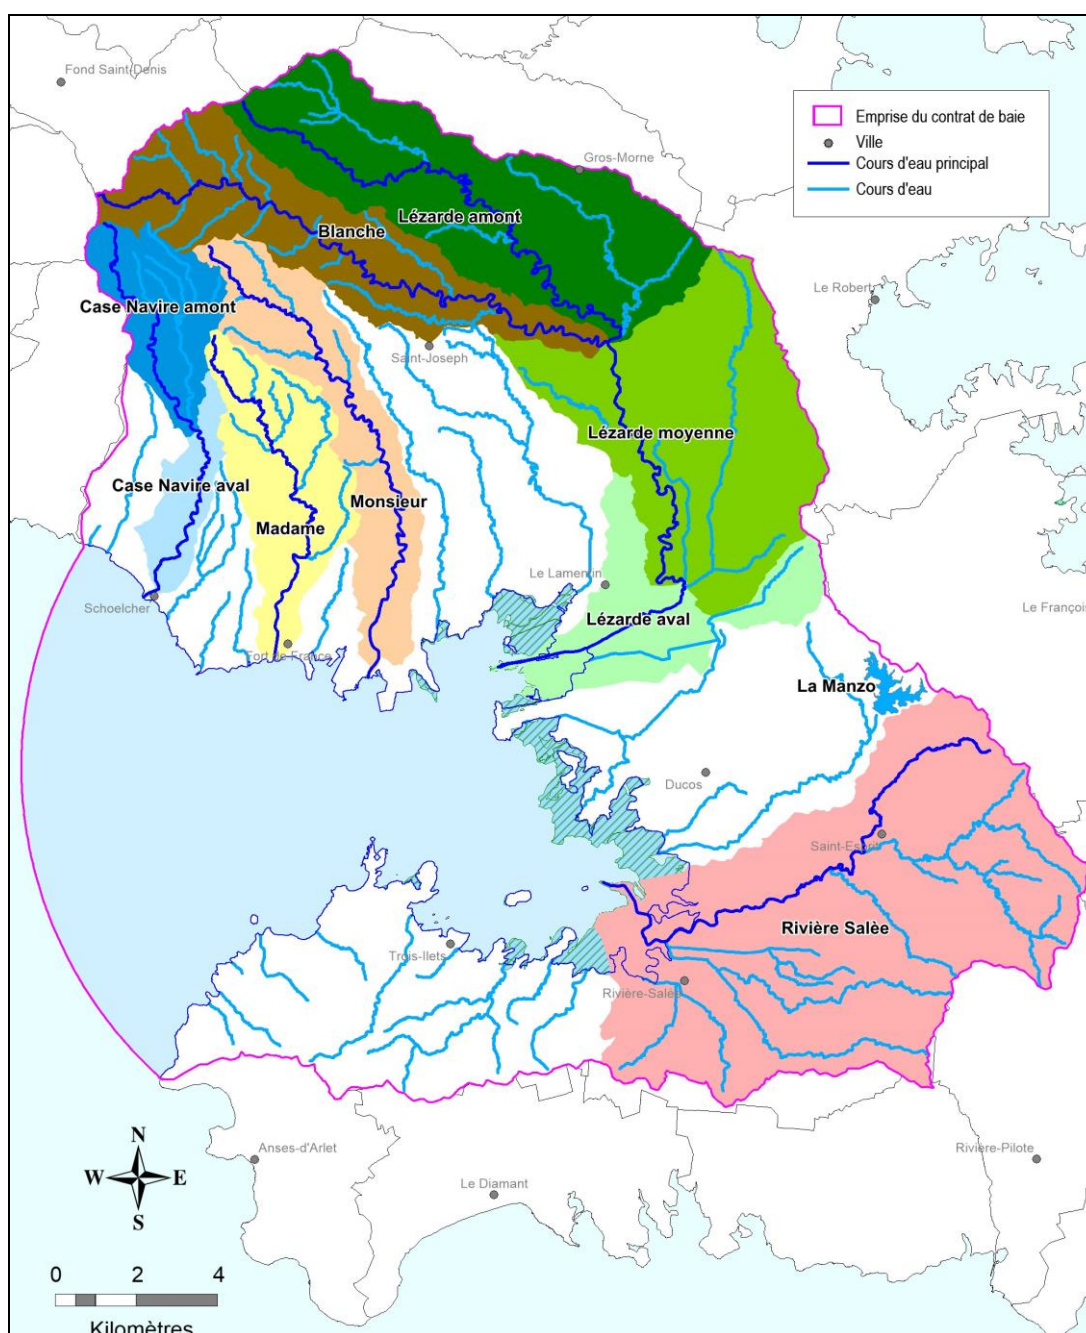 Fond Saint-Denis
Emprise du contrat de baie
Ville
Cours d'eau principal
Cours d'eau
Gros-Morne
Lézarde amont
Blanche
Le Robert
Case Navire amont
Saint-Joseph
Lézarde moyenne
Case Navire aval
Monsieur
Madame
Le Lamentin
Schoelcher
Le François
Lézarde aval
Fort de France
La Manzo
Ducos
Saint-Esprit
Rivière Salèe
Trois-Ilets
Rivière-Salée
N
W E
S
Anses-d'Arlet
Rivière-Pilote
Le Diamant
0 2 4
Kilomètres